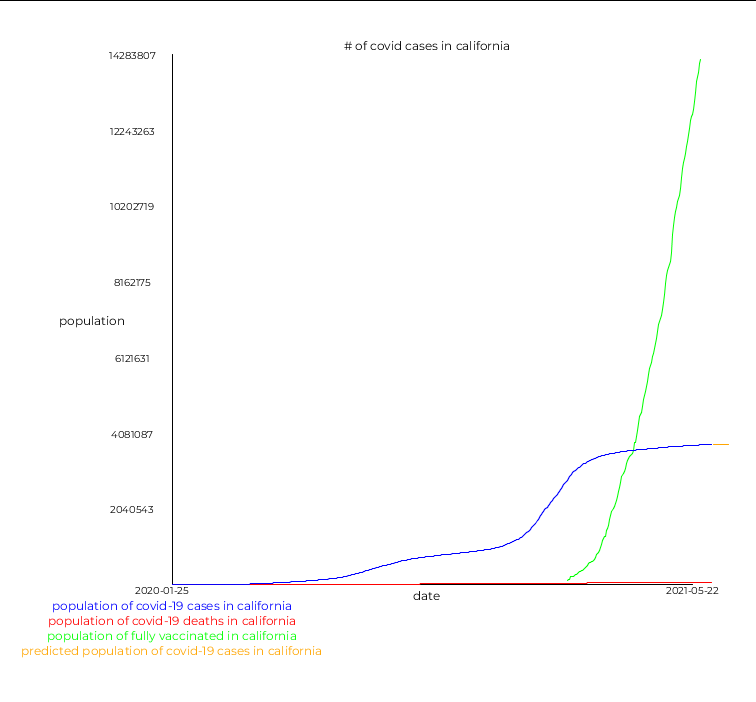 # of covid cases in california
14283807
12243263
10202719
8162175
population
6121631
4081087
2040543
2020-01-25
2021-05-22
date
population of covid-19 cases in california
population of covid-19 deaths in california
population of fully vaccinated in california
predicted population of covid-19 cases in california